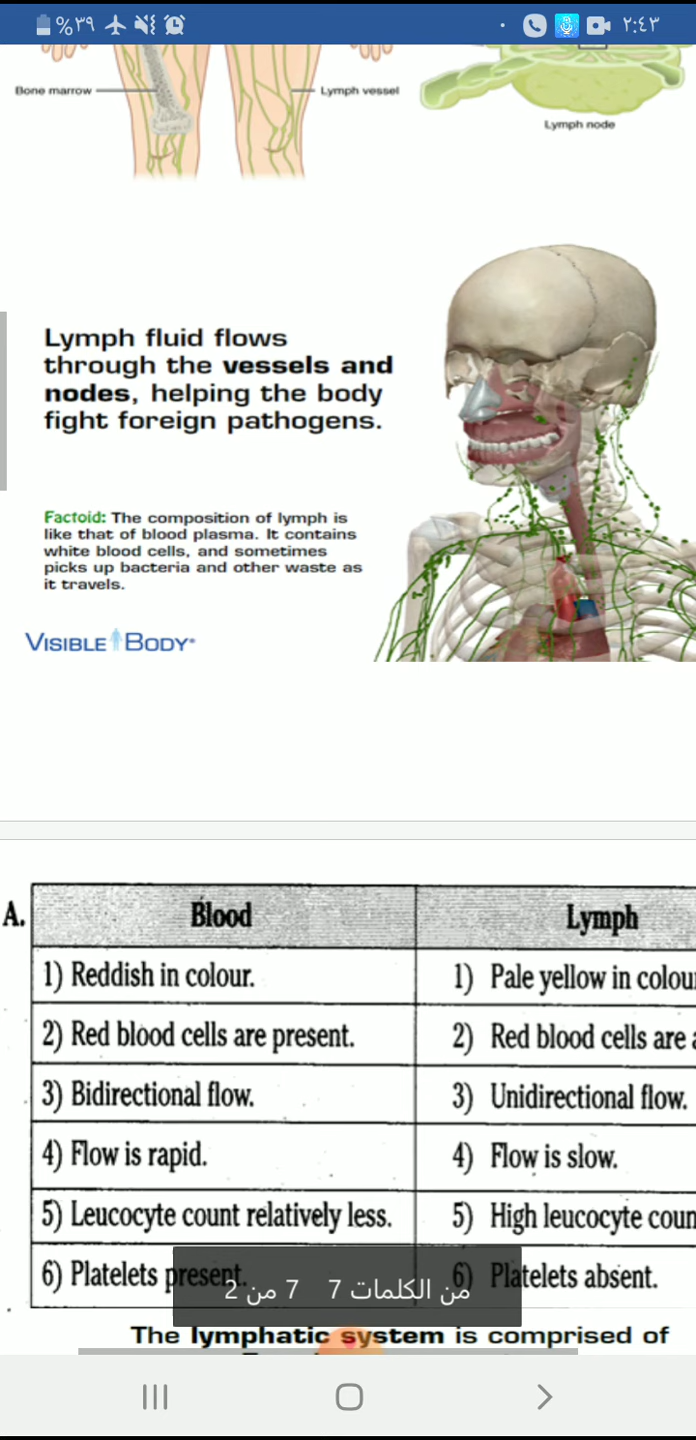 %٣٩
٢:٤٣
Bone marrow
Lymph vessel
Lymph node
Lymph fluid flows
through the vessels and
nodes, helping the body
fight foreign pathogens.
Factoid: The composition of lymph is
like that of blood plasma. It contains
white blood cells, and sometimes
picks up bacteria and other waste as
it travels.
VISIBLE BODY®
A.
Blood
Lymph
1) Reddish in colour.
1) Pale yellow in colou
2) Red blood cells are present.
2) Red blood cells are
3) Bidirectional flow.
3) Unidirectional flow.
4) Flow is rapid.
4) Flow is slow.
5) Leucocyte count relatively less.
5) High leucocyte coun
6) Platelets present.
6) Platelets absent.
2 من 7 7 من الكلمات
The lymphatic system is comprised of